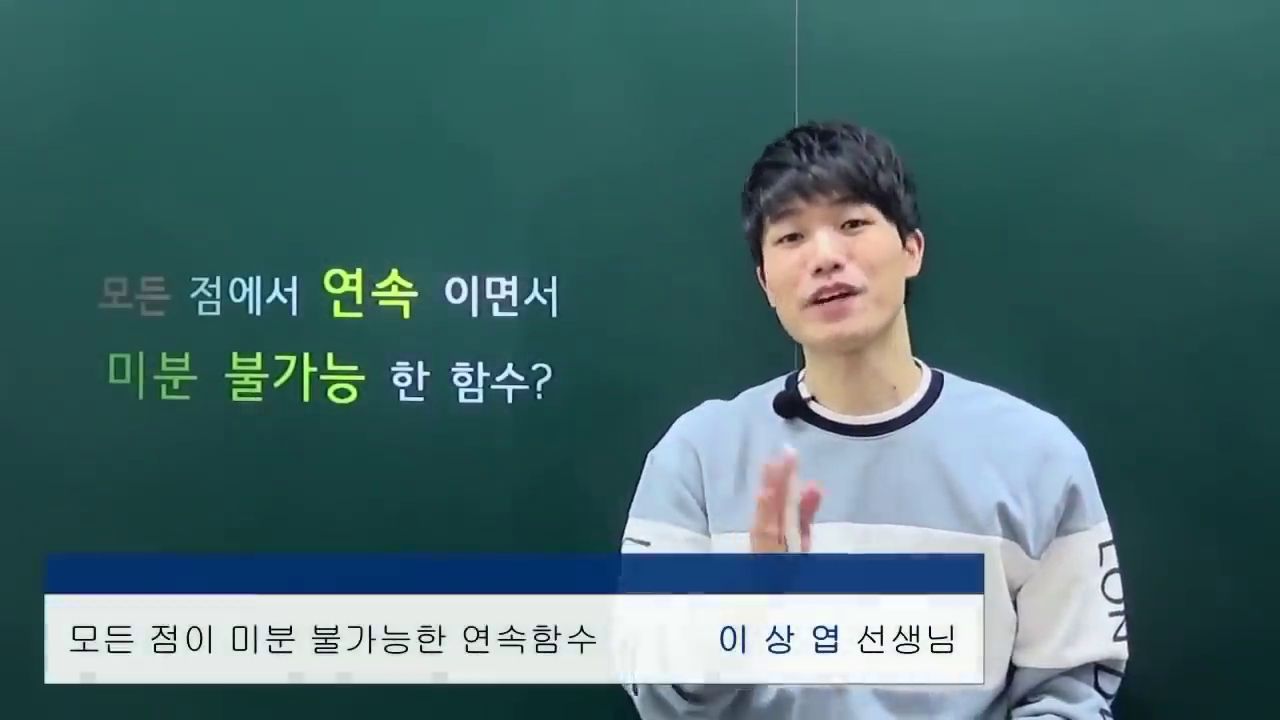 모든 점에서 연속 이면서
미분 불가능 한 함수?
모든 점이 미분 불가능한 연속함수 이 상 엽 선생님
LOND